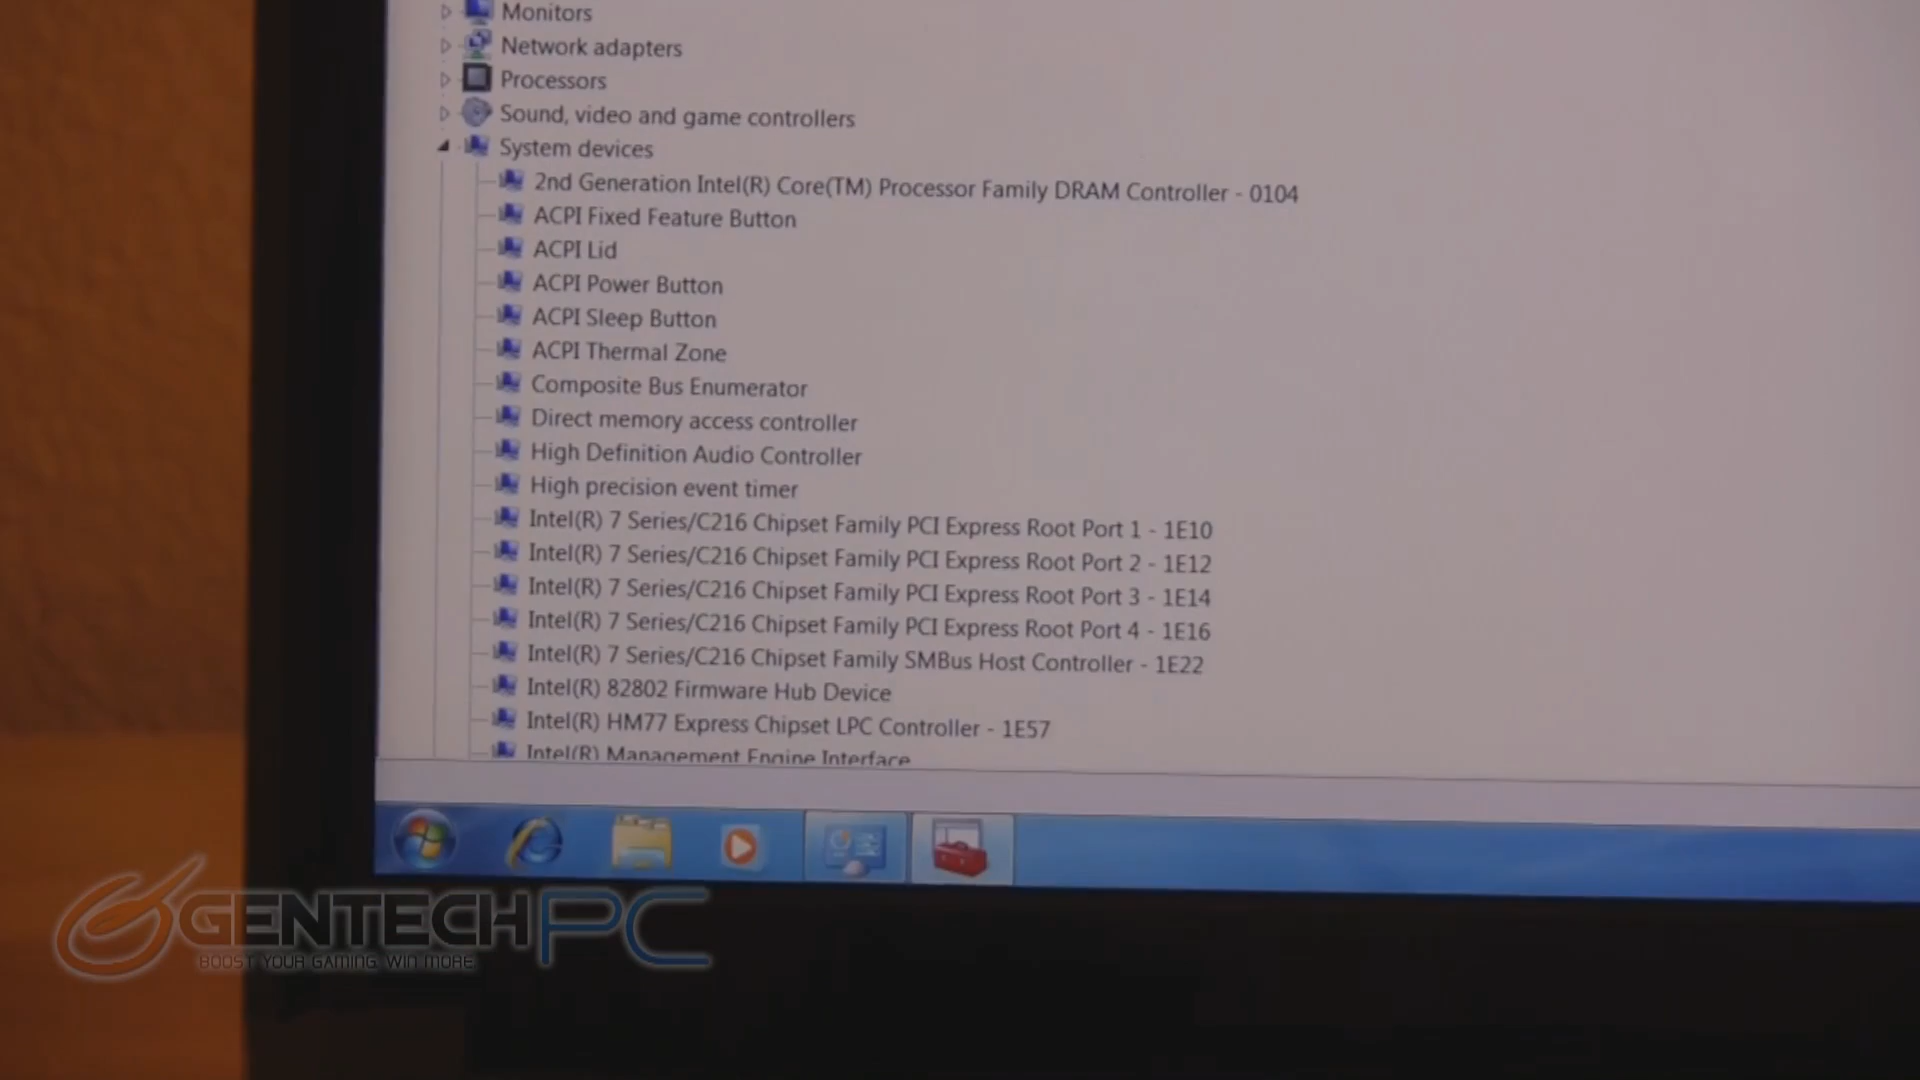 Monitors
Network adapters
Processors
Sound, video and game controllers
System devices
2nd Generation Intel(R) Core(TM) Processor Family DRAM Controller - 0104
ACPI Fixed Feature Button
ACPI Lid
ACPI Power Button
ACPI Sleep Button
ACPI Thermal Zone
Composite Bus Enumerator
Direct memory access controller
High Definition Audio Controller
High precision event timer
Intel(R) 7 Series/C216 Chipset Family PCI Express Root Port 1 - 1E10
Intel(R) 7 Series/C216 Chipset Family PCI Express Root Port 2 - 1E12
Intel(R) 7 Series/C216 Chipset Family PCI Express Root Port 3 - 1E14
Intel(R) 7 Series/C216 Chipset Family PCI Express Root Port 4 - 1E16
Intel(R) 7 Series/C216 Chipset Family SMBus Host Controller - 1E22
Intel(R) 82802 Firmware Hub Device
Intel(R) HM77 Express Chipset LPC Controller - 1E57
Intel(R) Management Engine Interface
GENTECH PC
BOOST YOUR GAMING. WIN MORE